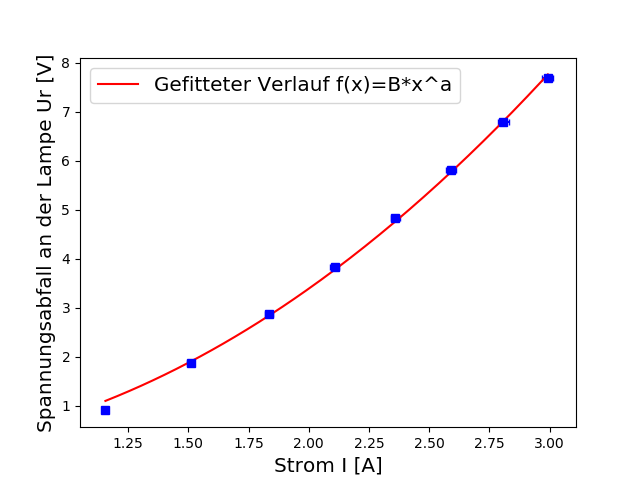 Gefitteter Verlauf f(x)=B*x^a
Spannungsabfall an der Lampe Ur [V]
8
7
6
5
4
3
2
1
1.25 1.50 1.75 2.00 2.25 2.50 2.75 3.00
Strom I [A]